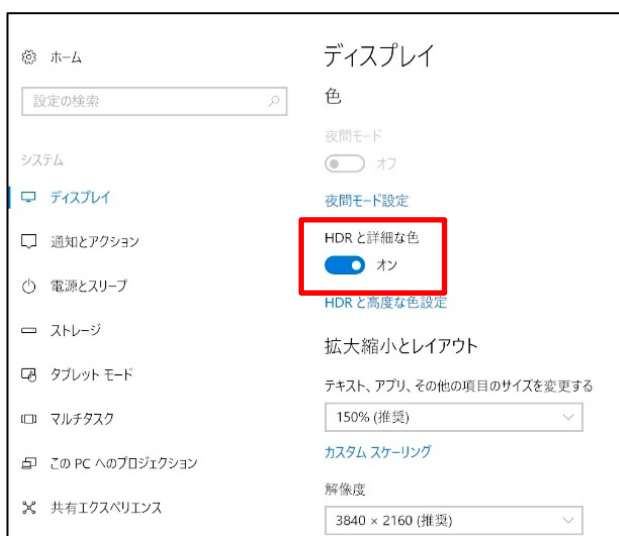 ホーム
設定の検索
システム
ディスプレイ
通知とアクション
電源とスリープ
ストレージ
タブレット モード
マルチタスク
この PC へのプロジェクション
共有エクスペリエンス
ディスプレイ
色
夜間モード
オフ
夜間モード設定
HDR と詳細な色
オン
HDR と高度な色設定
拡大縮小とレイアウト
テキスト、アプリ、その他の項目のサイズを変更する
150% (推奨)
カスタム スケーリング
解像度
3840 × 2160 (推奨)